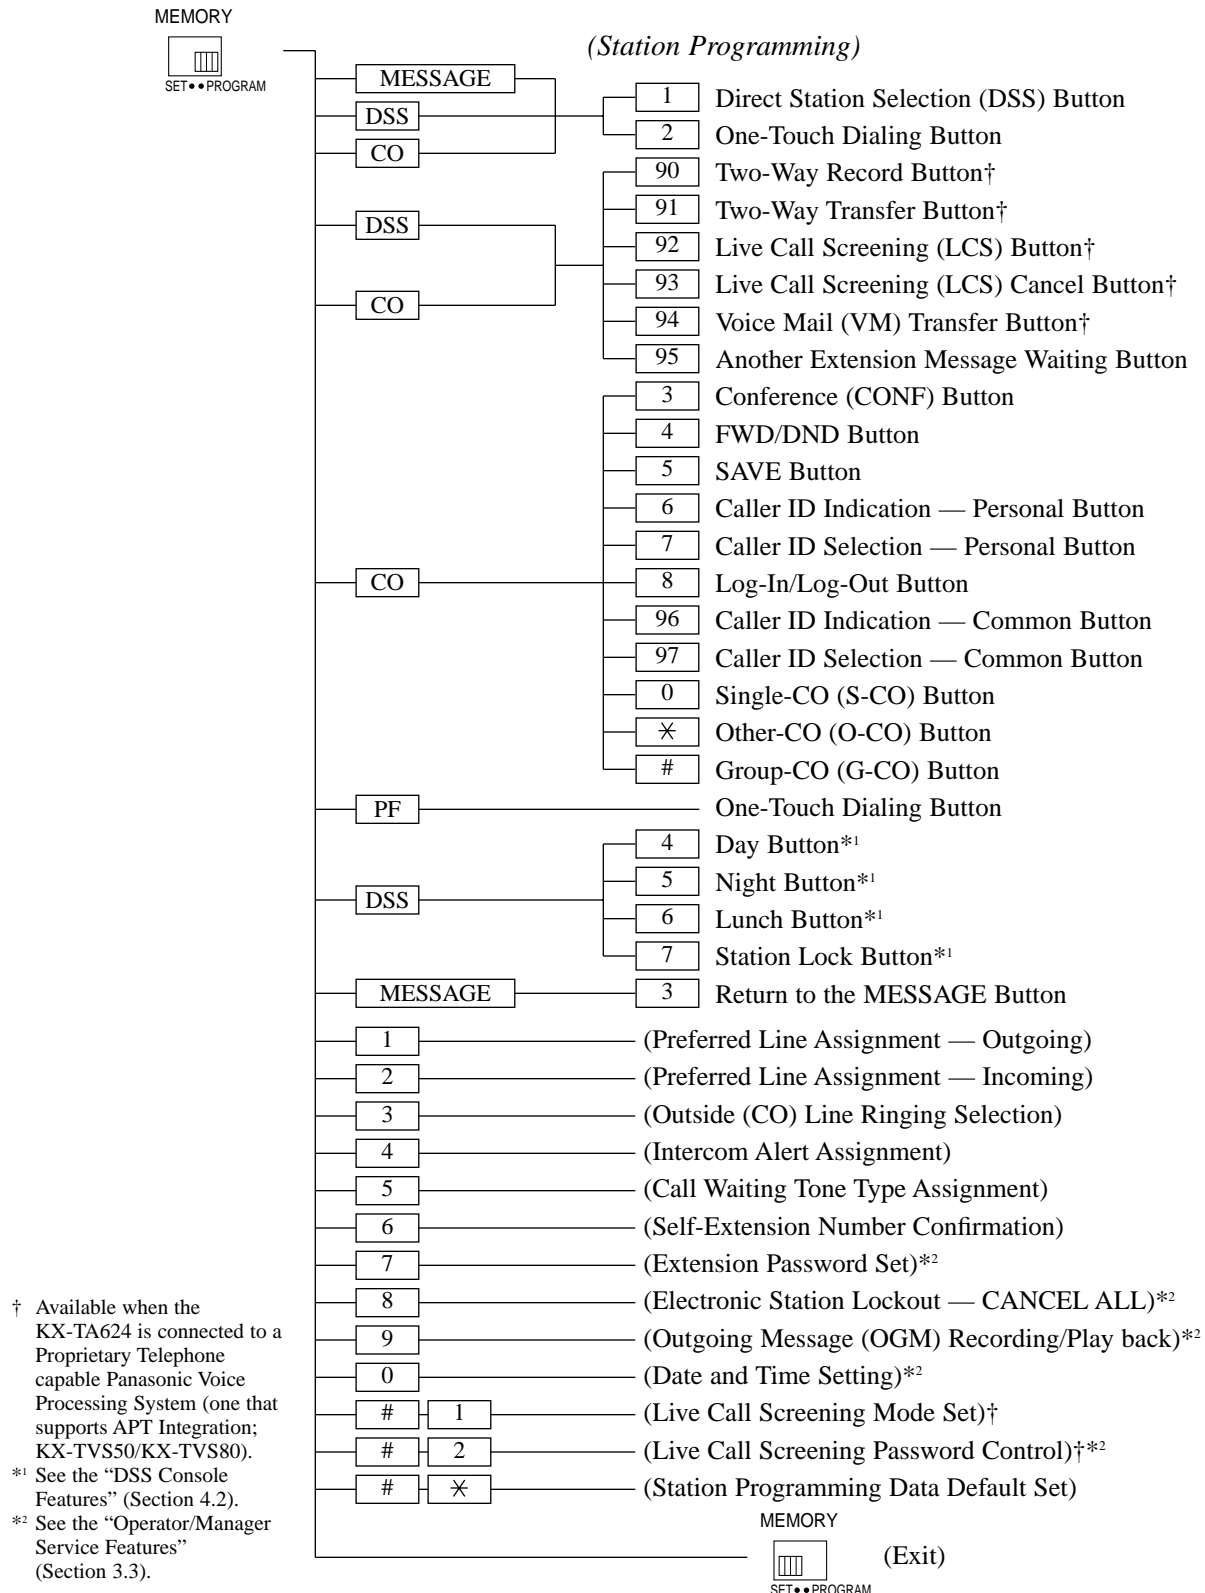 MEMORY
SET••PROGRAM
(Station Programming)
MESSAGE
DSS
CO
1 Direct Station Selection (DSS) Button
2 One-Touch Dialing Button
DSS
CO
90 Two-Way Record Button†
91 Two-Way Transfer Button†
92 Live Call Screening (LCS) Button†
93 Live Call Screening (LCS) Cancel Button†
94 Voice Mail (VM) Transfer Button†
95 Another Extension Message Waiting Button
CO
3 Conference (CONF) Button
4 FWD/DND Button
5 SAVE Button
6 Caller ID Indication — Personal Button
7 Caller ID Selection — Personal Button
8 Log-In/Log-Out Button
96 Caller ID Indication — Common Button
97 Caller ID Selection — Common Button
0 Single-CO (S-CO) Button
* Other-CO (O-CO) Button
# Group-CO (G-CO) Button
PF One-Touch Dialing Button
DSS
4 Day Button*1
5 Night Button*1
6 Lunch Button*1
7 Station Lock Button*1
MESSAGE 3 Return to the MESSAGE Button
1 (Preferred Line Assignment — Outgoing)
2 (Preferred Line Assignment — Incoming)
3 (Outside (CO) Line Ringing Selection)
4 (Intercom Alert Assignment)
5 (Call Waiting Tone Type Assignment)
6 (Self-Extension Number Confirmation)
7 (Extension Password Set)*2
8 (Electronic Station Lockout — CANCEL ALL)*2
9 (Outgoing Message (OGM) Recording/Play back)*2
0 (Date and Time Setting)*2
# 1 (Live Call Screening Mode Set)†
# 2 (Live Call Screening Password Control)†*2
# * (Station Programming Data Default Set)
MEMORY
SET••PROGRAM
(Exit)
† Available when the
KX-TA624 is connected to a
Proprietary Telephone
capable Panasonic Voice
Processing System (one that
supports APT Integration;
KX-TVS50/KX-TVS80).
*1 See the “DSS Console
Features” (Section 4.2).
*2 See the “Operator/Manager
Service Features”
(Section 3.3).